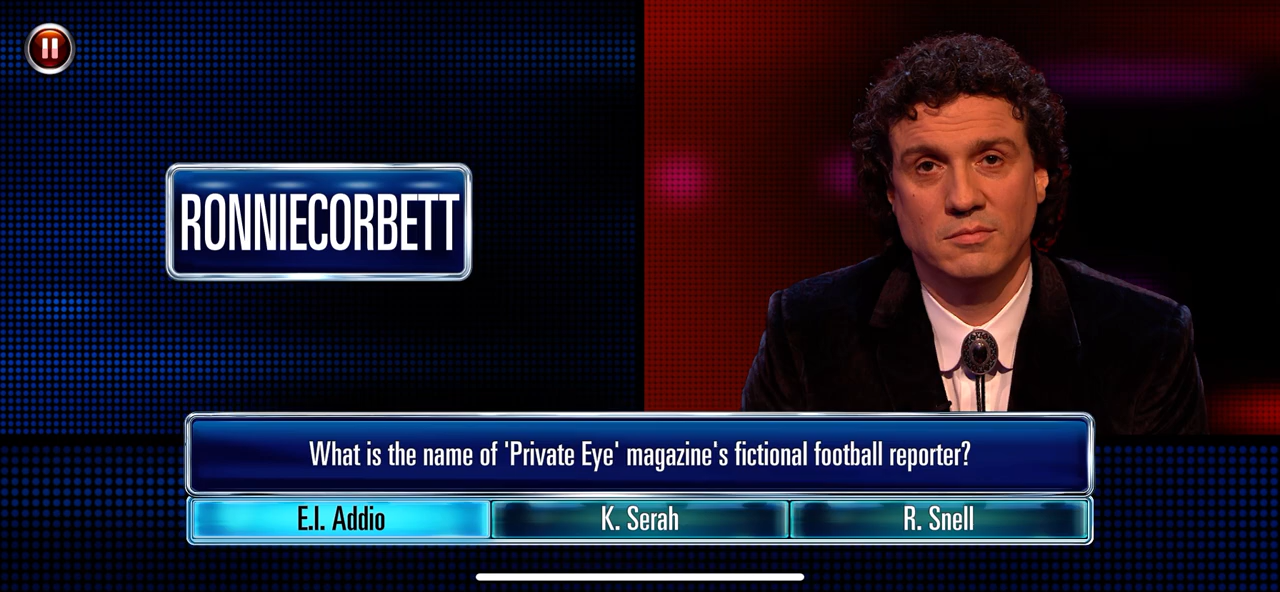 RONNIECORBETT
What is the name of 'Private Eye' magazine's fictional football reporter?
E.I. Addio
K. Serah
R. Snell